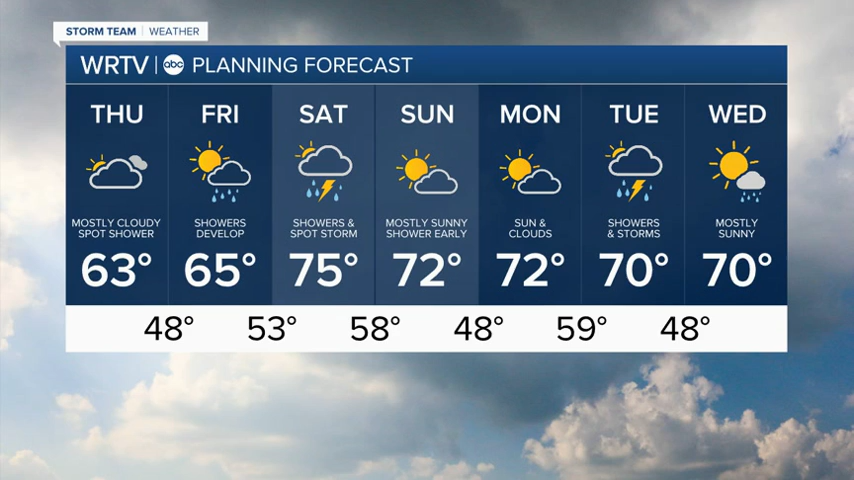 STORM TEAM | WEATHER
WRTV | abc PLANNING FORECAST
THU FRI SAT SUN MON TUE WED
MOSTLY CLOUDY
SPOT SHOWER
SHOWERS
DEVELOP
SHOWERS &
SPOT STORM
MOSTLY SUNNY
SHOWER EARLY
SUN &
CLOUDS
SHOWERS
& STORMS
MOSTLY
SUNNY
63° 65° 75° 72° 72° 70° 70°
48° 53° 58° 48° 59° 48°